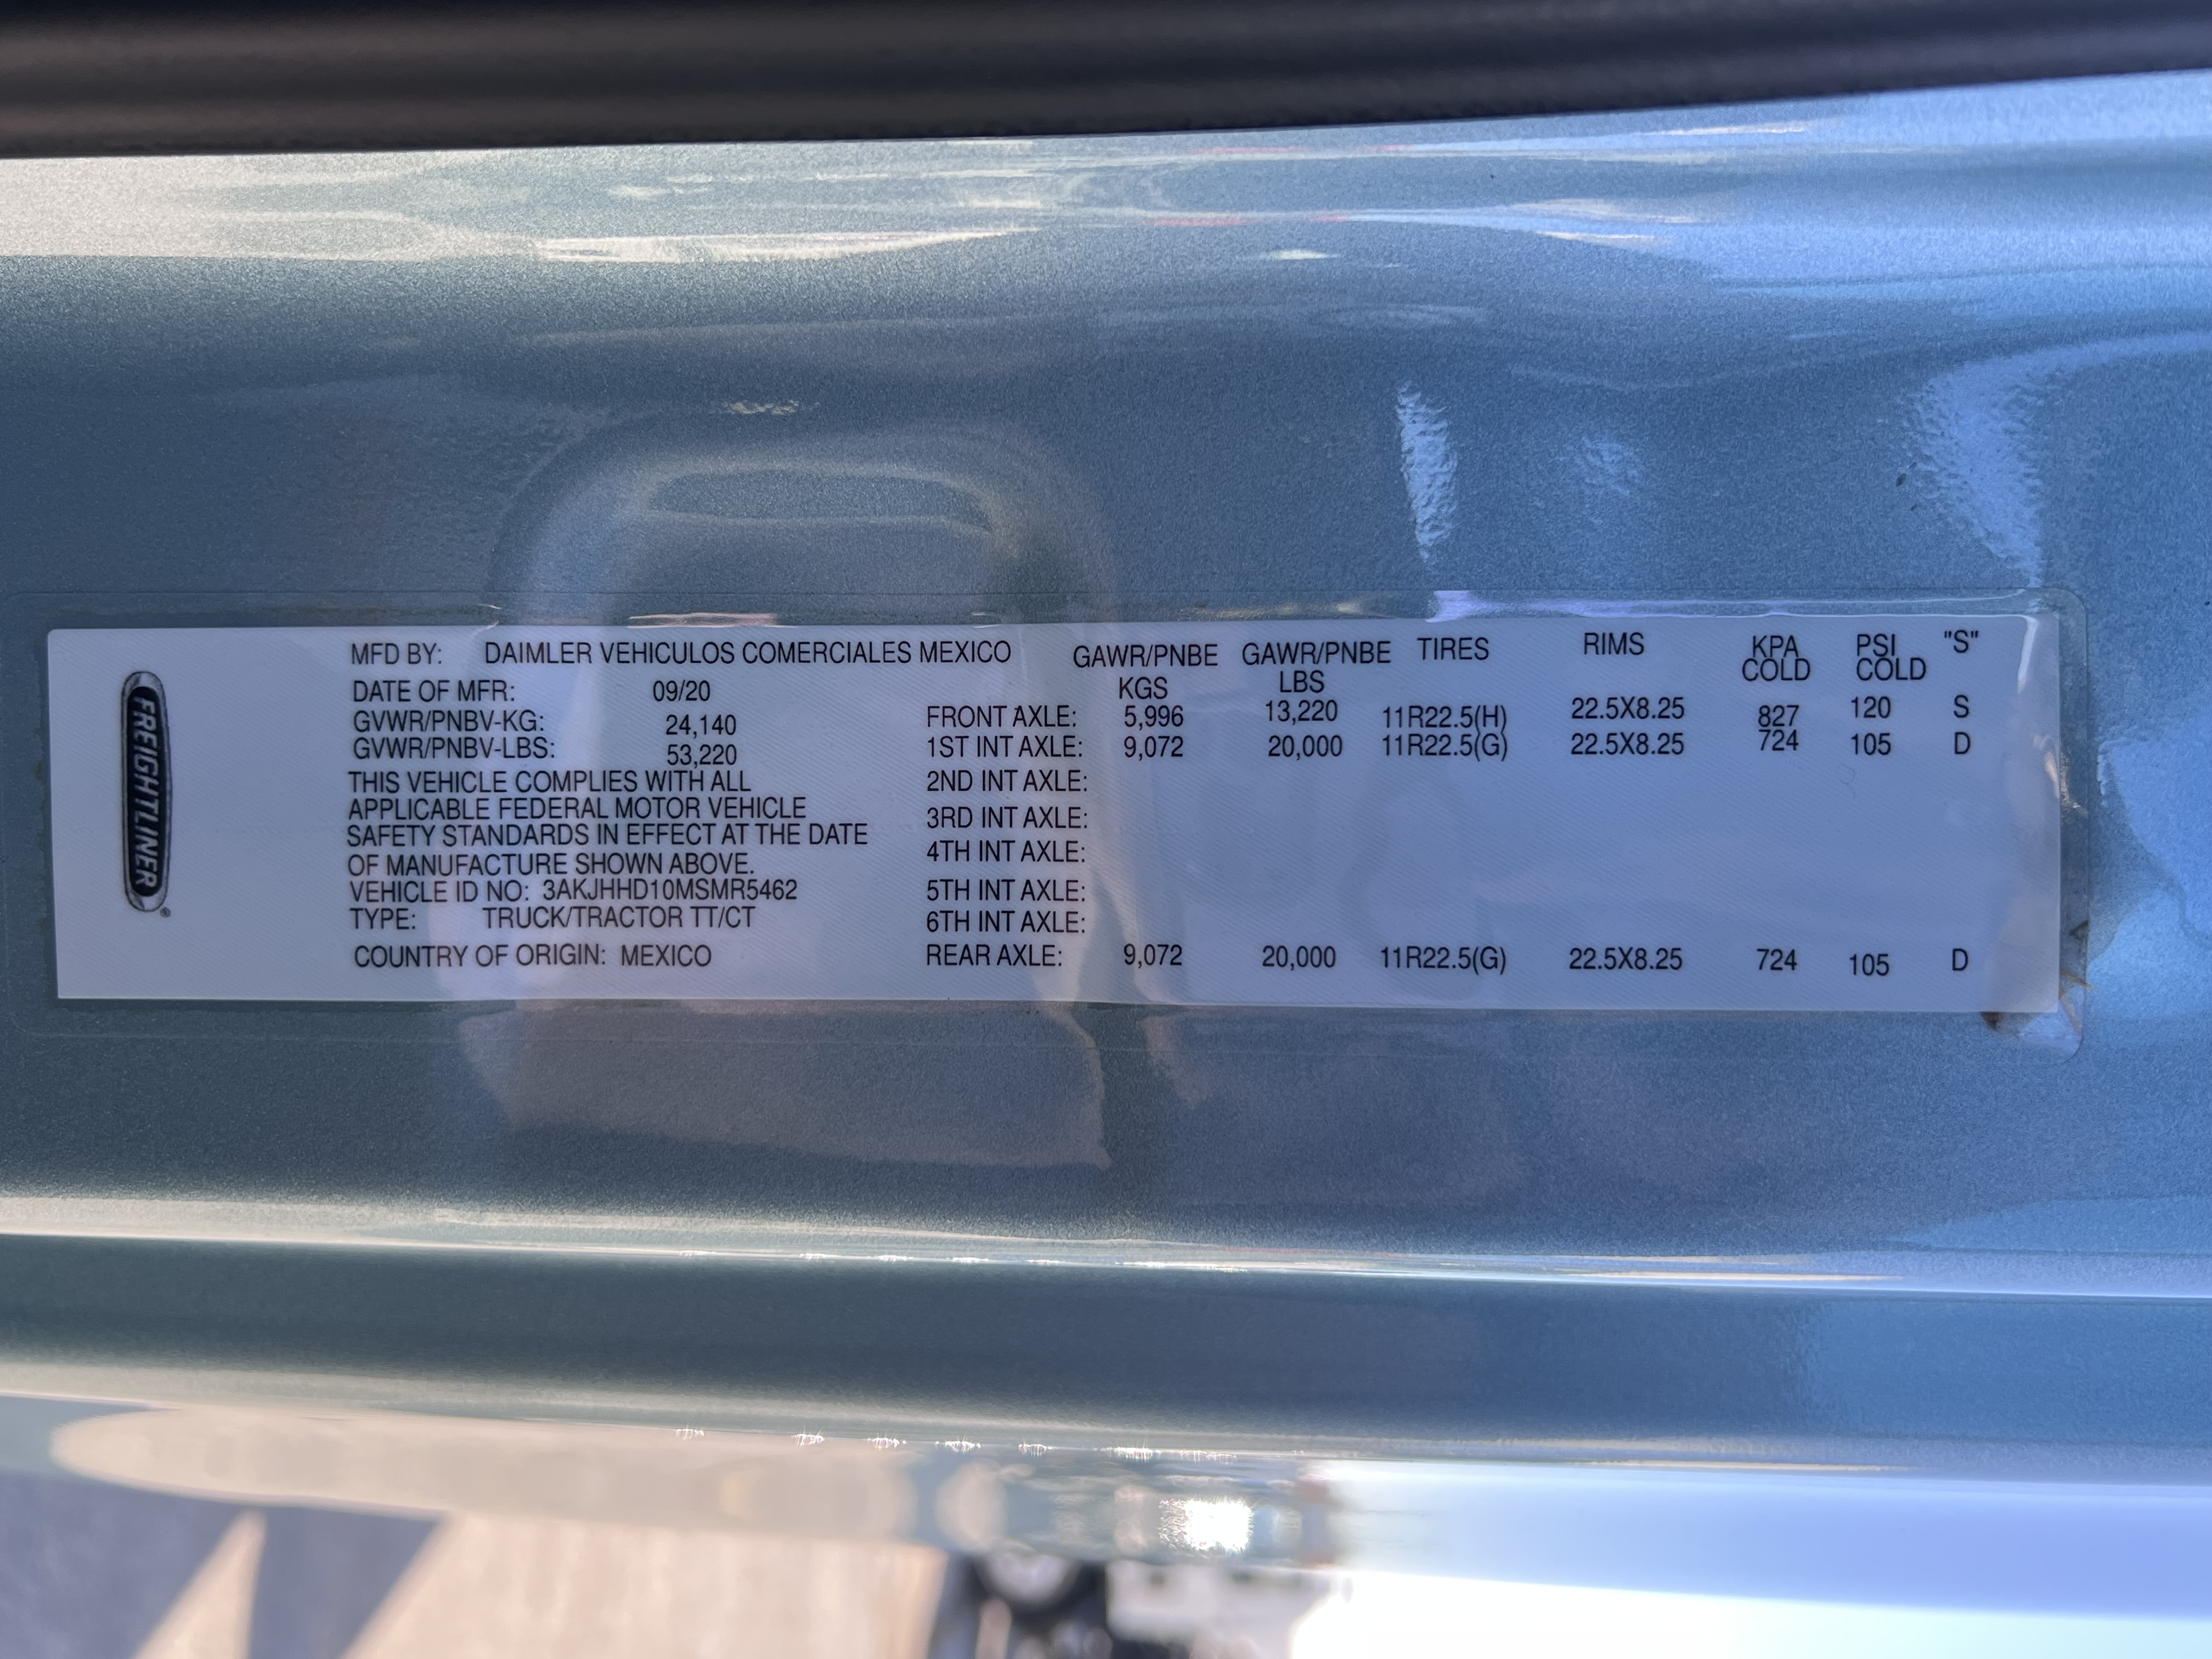 FREIGHTLINER®
MFD BY: DAIMLER VEHICULOS COMERCIALES MEXICO
DATE OF MFR: 09/20
GVWR/PNBV-KG: 24,140
GVWR/PNBV-LBS: 53,220
THIS VEHICLE COMPLIES WITH ALL
APPLICABLE FEDERAL MOTOR VEHICLE
SAFETY STANDARDS IN EFFECT AT THE DATE
OF MANUFACTURE SHOWN ABOVE.
VEHICLE ID NO: 3AKJHHD10MSMR5462
TYPE: TRUCK/TRACTOR TT/CT
COUNTRY OF ORIGIN: MEXICO
GAWR/PNBE GAWR/PNBE TIRES RIMS KPA PSI "S"
KGS LBS COLD COLD
FRONT AXLE: 5,996 13,220 11R22.5(H) 22.5X8.25 827 120 S
1ST INT AXLE: 9,072 20,000 11R22.5(G) 22.5X8.25 724 105 D
2ND INT AXLE:
3RD INT AXLE:
4TH INT AXLE:
5TH INT AXLE:
6TH INT AXLE:
REAR AXLE: 9,072 20,000 11R22.5(G) 22.5X8.25 724 105 D